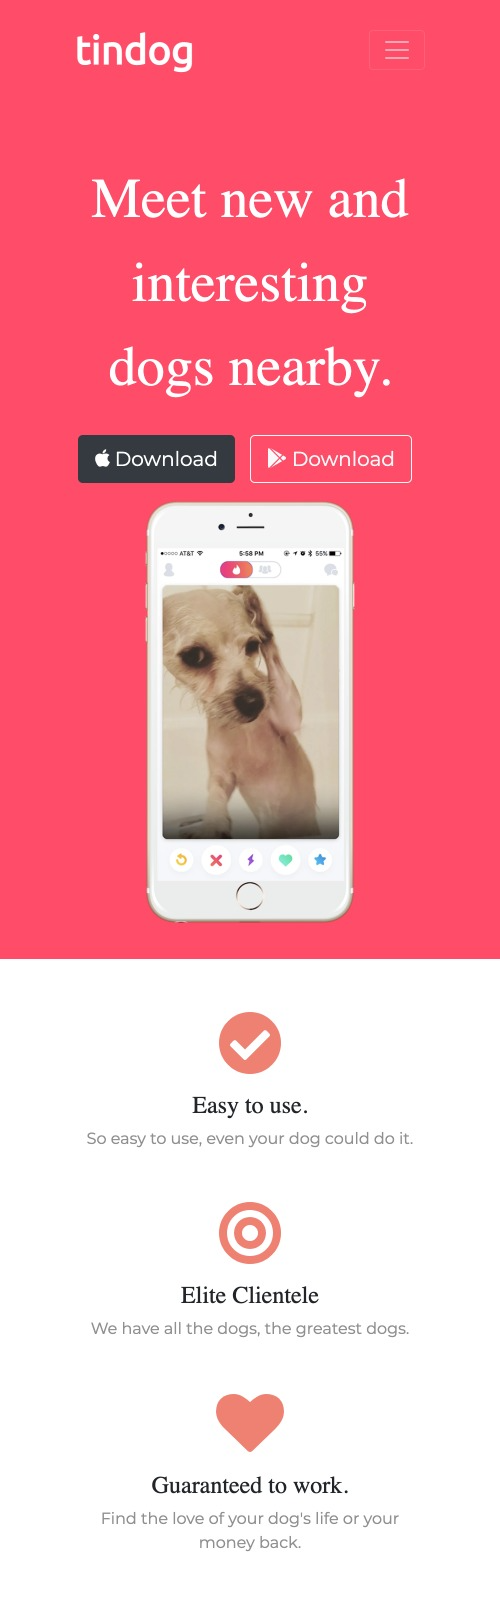 tindog
Meet new and
interesting
dogs nearby.
Download
Download
AT&T 5:58 PM 55%
Easy to use.
So easy to use, even your dog could do it.
Elite Clientele
We have all the dogs, the greatest dogs.
Guaranteed to work.
Find the love of your dog's life or your
money back.